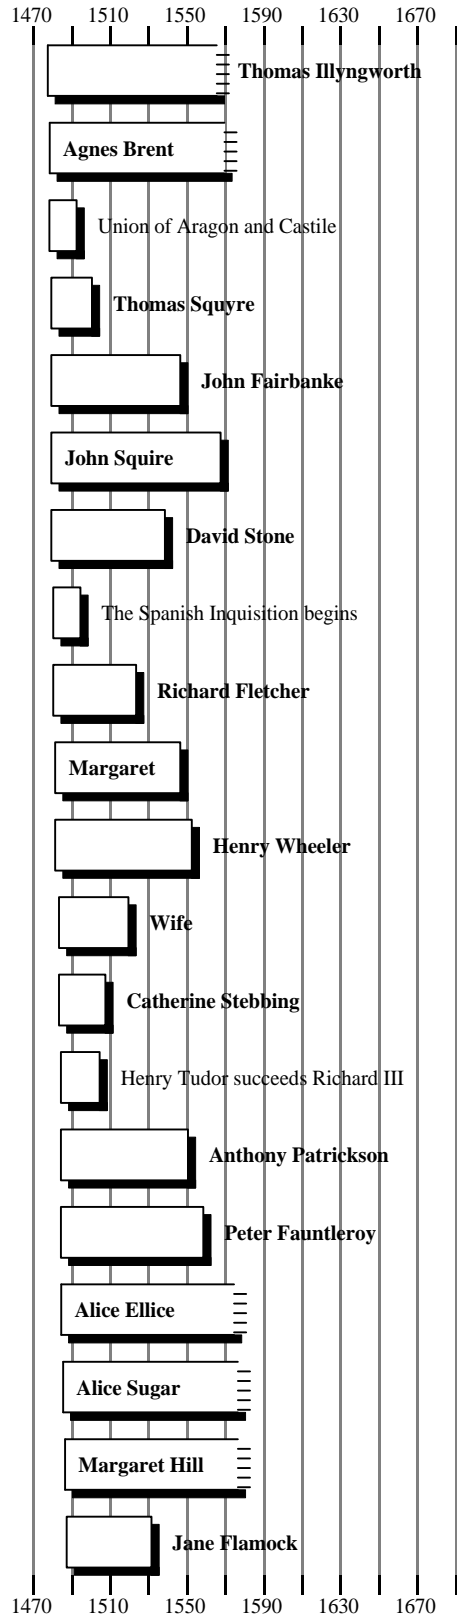 1470 1510 1550 1590 1630 1670
Thomas Illyngworth
Agnes Brent
Union of Aragon and Castile
Thomas Squyre
John Fairbanke
John Squire
David Stone
The Spanish Inquisition begins
Richard Fletcher
Margaret
Henry Wheeler
Wife
Catherine Stebbing
Henry Tudor succeeds Richard III
Anthony Patrickson
Peter Fauntleroy
Alice Ellice
Alice Sugar
Margaret Hill
Jane Flamock
1470 1510 1550 1590 1630 1670